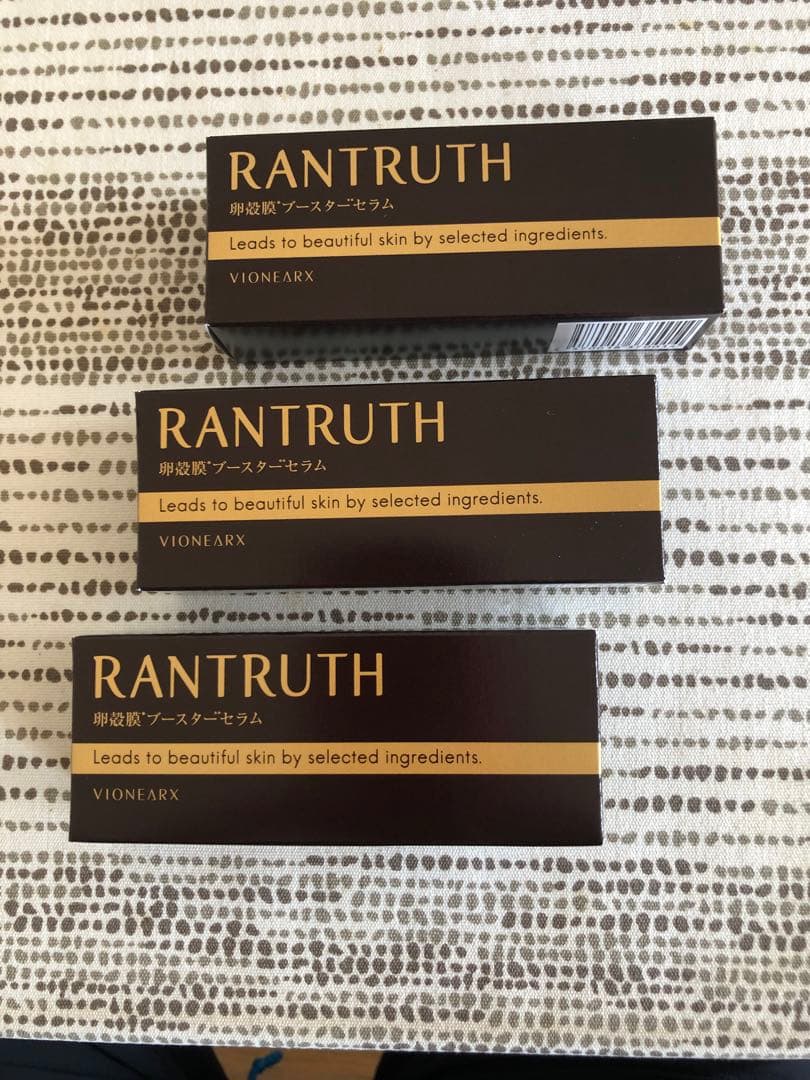 RANTRUTH
卵殻膜*ブースター**セラム
Leads to beautiful skin by selected ingredients.
VIONEARX
RANTRUTH
卵殻膜*ブースター**セラム
Leads to beautiful skin by selected ingredients.
VIONEARX
RANTRUTH
卵殻膜*ブースター**セラム
Leads to beautiful skin by selected ingredients.
VIONEARX